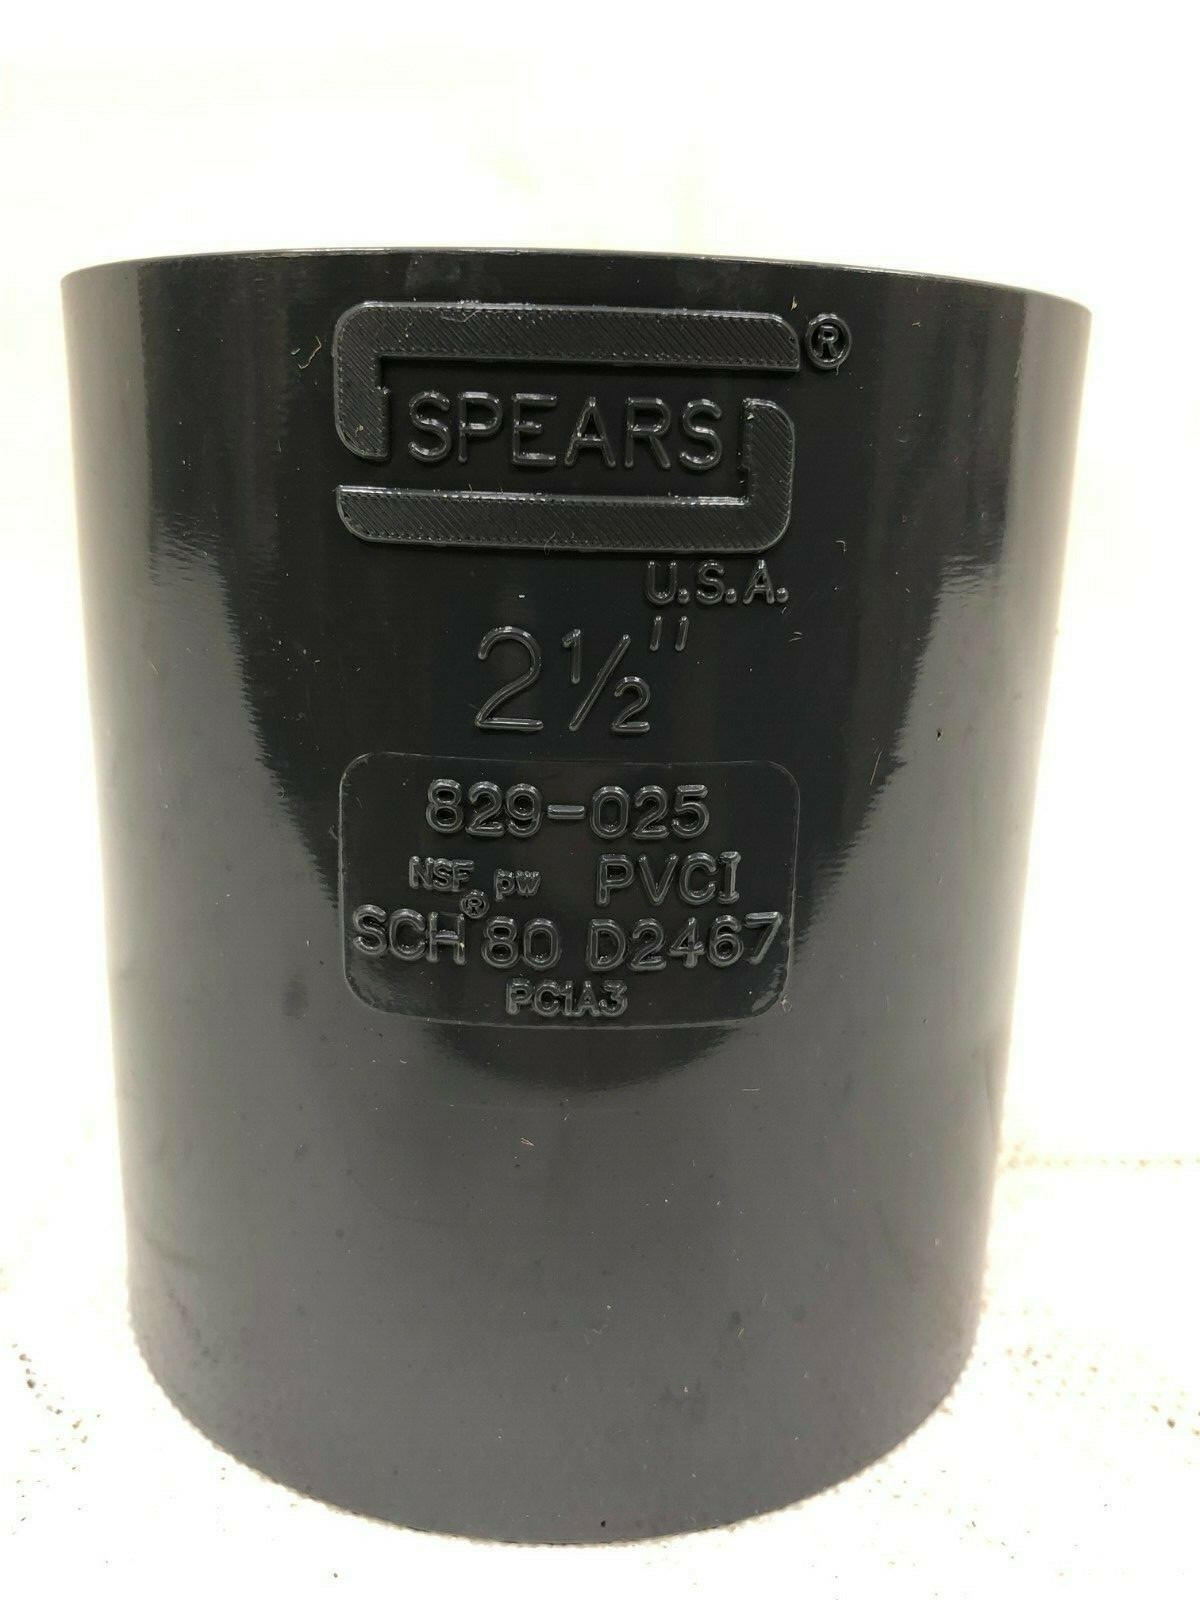 SPEARS®
U.S.A.
2½"
829-025
NSF® pw PVCI
SCH 80 D2467
PC1A3